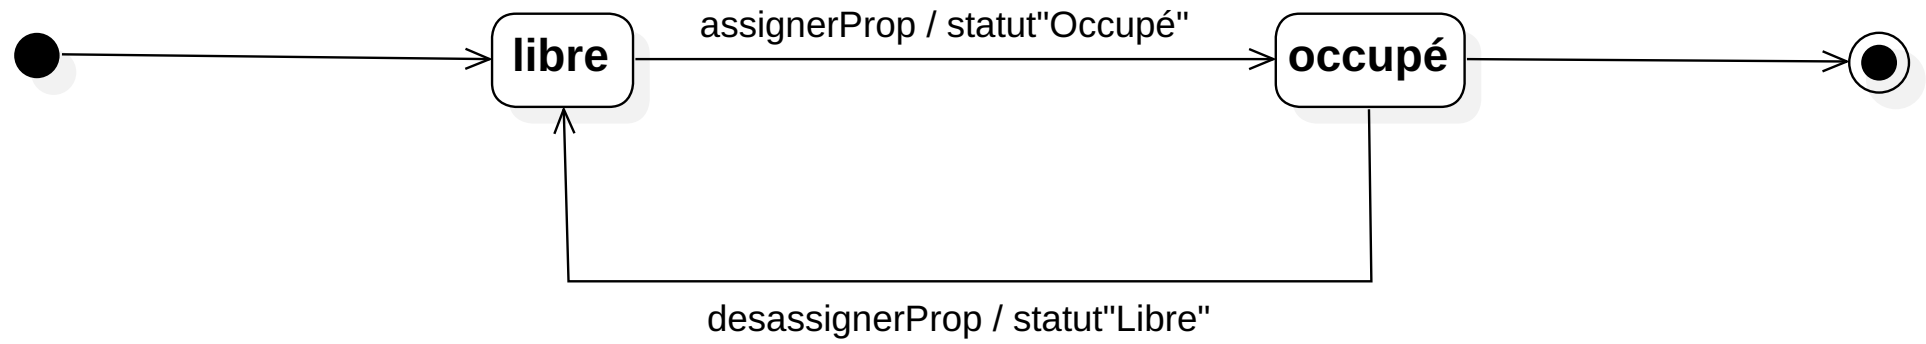 assignerProp / statut"Occupé"
libre
occupé
desassignerProp / statut"Libre"